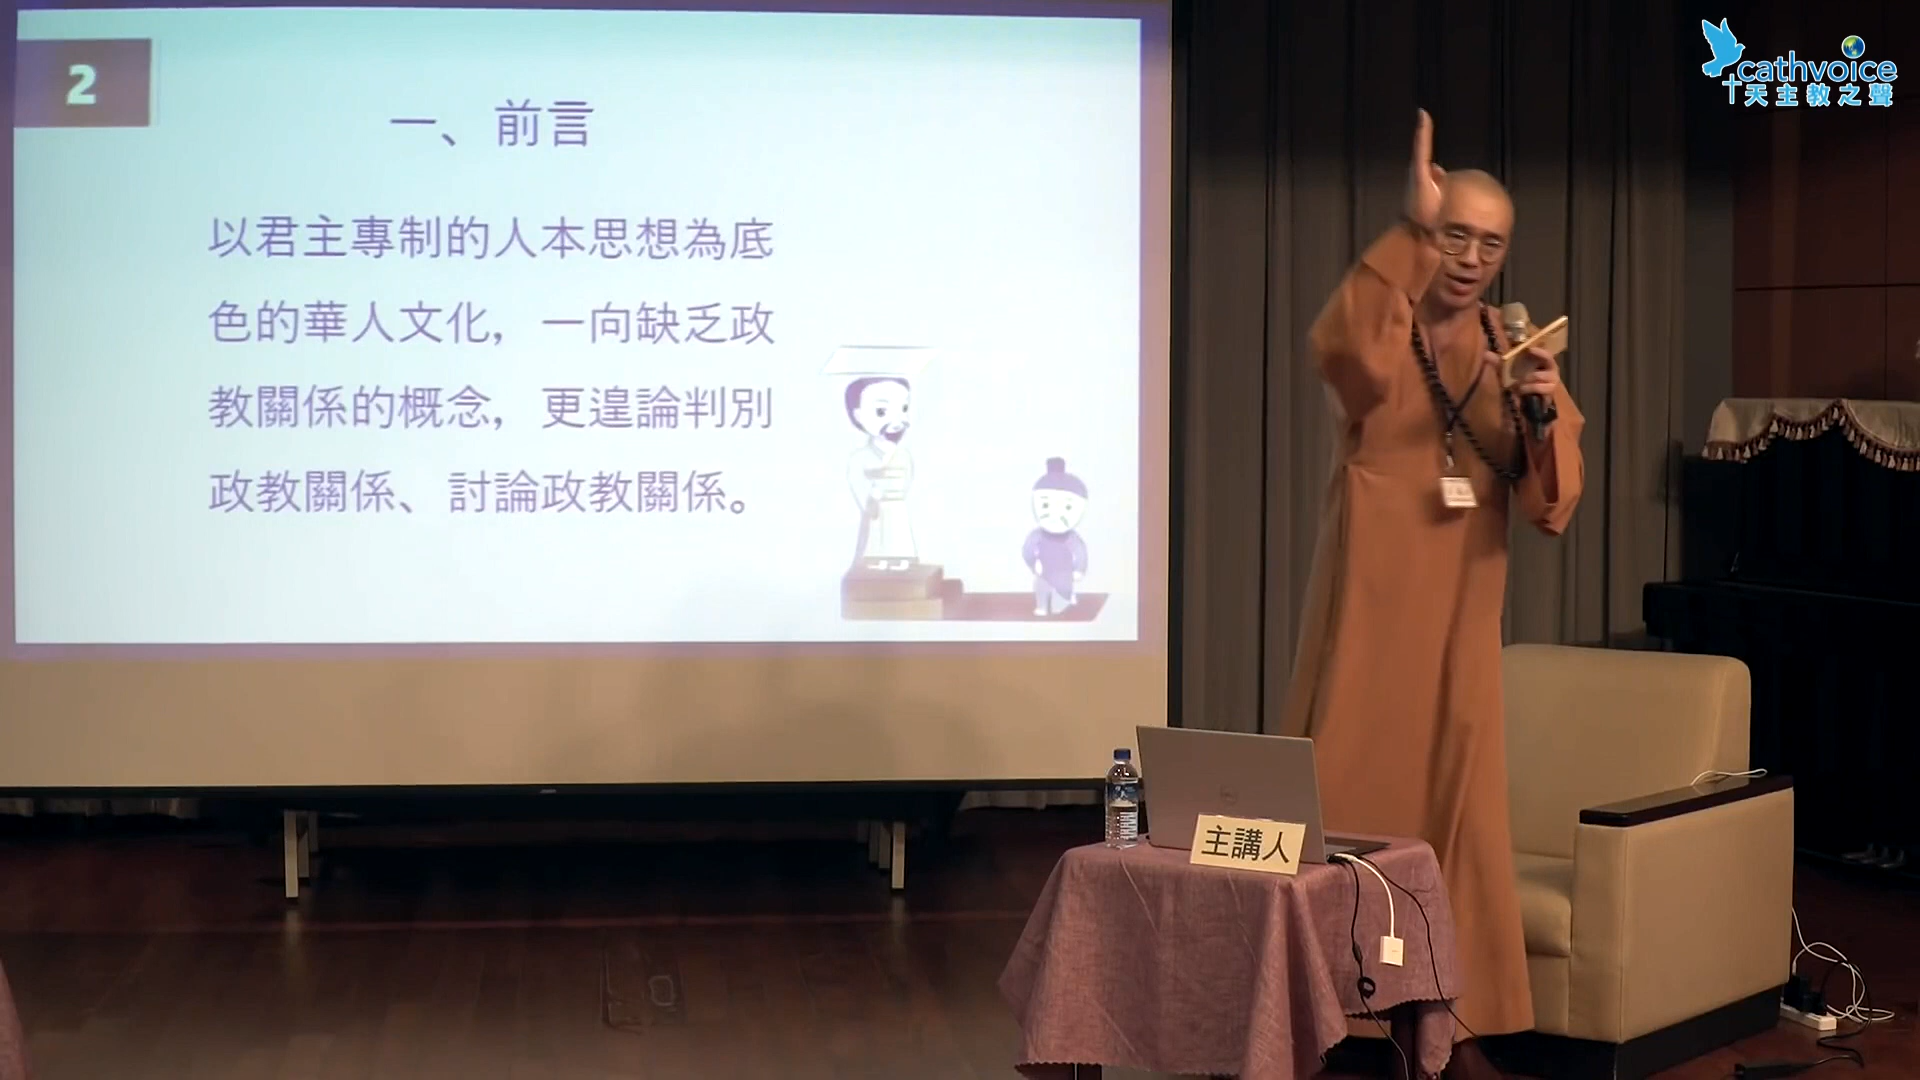 2
一、前言
以君主專制的人本思想為底
色的華人文化，一向缺乏政
教關係的概念，更遑論判別
政教關係、討論政教關係。
cathvoice
天主教之聲
主講人